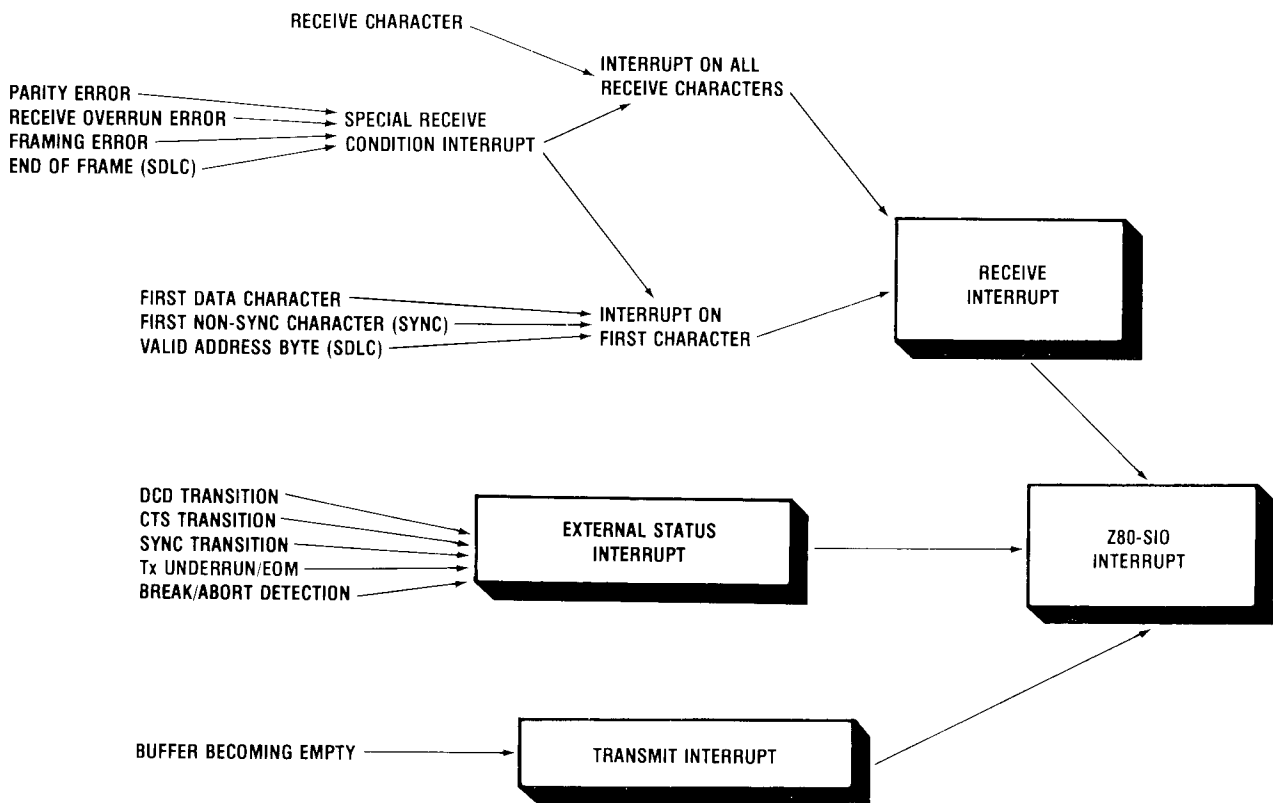 RECEIVE CHARACTER
INTERRUPT ON ALL
RECEIVE CHARACTERS
PARITY ERROR
RECEIVE OVERRUN ERROR
FRAMING ERROR
END OF FRAME (SDLC)
SPECIAL RECEIVE
CONDITION INTERRUPT
RECEIVE
INTERRUPT
FIRST DATA CHARACTER
FIRST NON-SYNC CHARACTER (SYNC)
VALID ADDRESS BYTE (SDLC)
INTERRUPT ON
FIRST CHARACTER
DCD TRANSITION
CTS TRANSITION
SYNC TRANSITION
Tx UNDERRUN/EOM
BREAK/ABORT DETECTION
EXTERNAL STATUS
INTERRUPT
Z80-SIO
INTERRUPT
BUFFER BECOMING EMPTY
TRANSMIT INTERRUPT